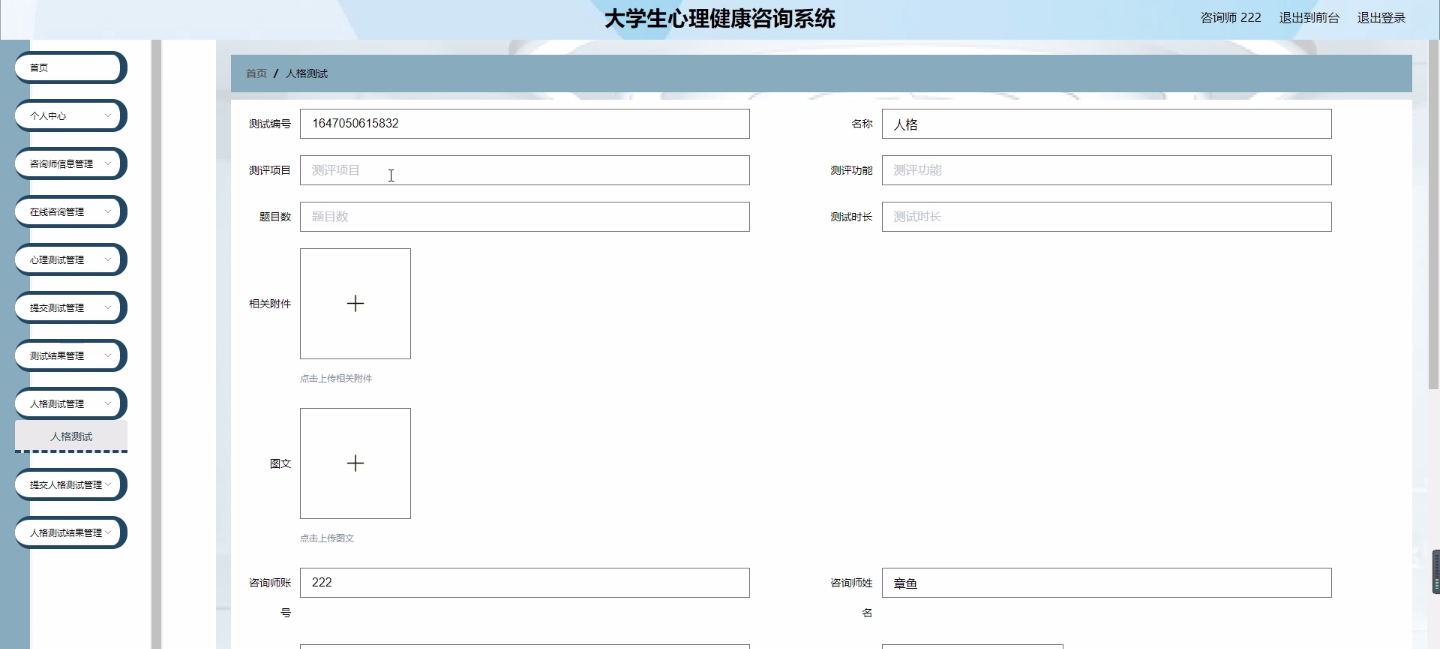 大学生心理健康咨询系统
咨询师 222 退出到前台 退出登录
首页
个人中心
咨询师信息管理
在线咨询管理
心理测试管理
提交测试管理
测试结果管理
人格测试管理
人格测试
提交人格测试管理
人格测试结果管理
首页 / 人格测试
测试编号 1647050615832 名称 人格
测评项目 测评项目 测评功能 测评功能
题目数 题目数 测试时长 测试时长
相关附件
点击上传相关附件
图文
点击上传图文
咨询师账号 222 咨询师姓名 章鱼